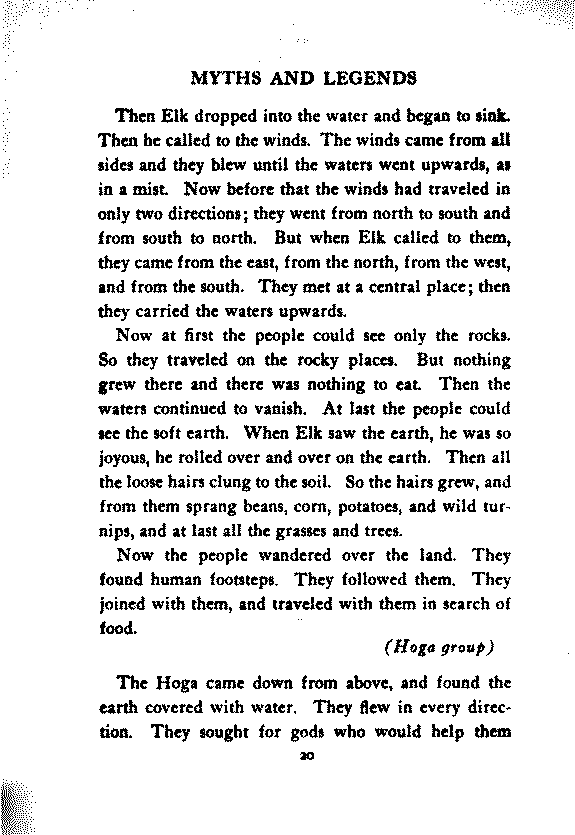 MYTHS AND LEGENDS
Then Elk dropped into the water and began to sink.
Then he called to the winds. The winds came from all
sides and they blew until the waters went upwards, as
in a mist. Now before that the winds had traveled in
only two directions; they went from north to south and
from south to north. But when Elk called to them,
they came from the east, from the north, from the west,
and from the south. They met at a central place; then
they carried the waters upwards.
Now at first the people could see only the rocks.
So they traveled on the rocky places. But nothing
grew there and there was nothing to eat. Then the
waters continued to vanish. At last the people could
see the soft earth. When Elk saw the earth, he was so
joyous, he rolled over and over on the earth. Then all
the loose hairs clung to the soil. So the hairs grew, and
from them sprang beans, corn, potatoes, and wild tur-
nips, and at last all the grasses and trees.
Now the people wandered over the land. They
found human footsteps. They followed them. They
joined with them, and traveled with them in search of
food.
(Hoga group)
The Hoga came down from above, and found the
earth covered with water. They flew in every direc-
tion. They sought for gods who would help them
20